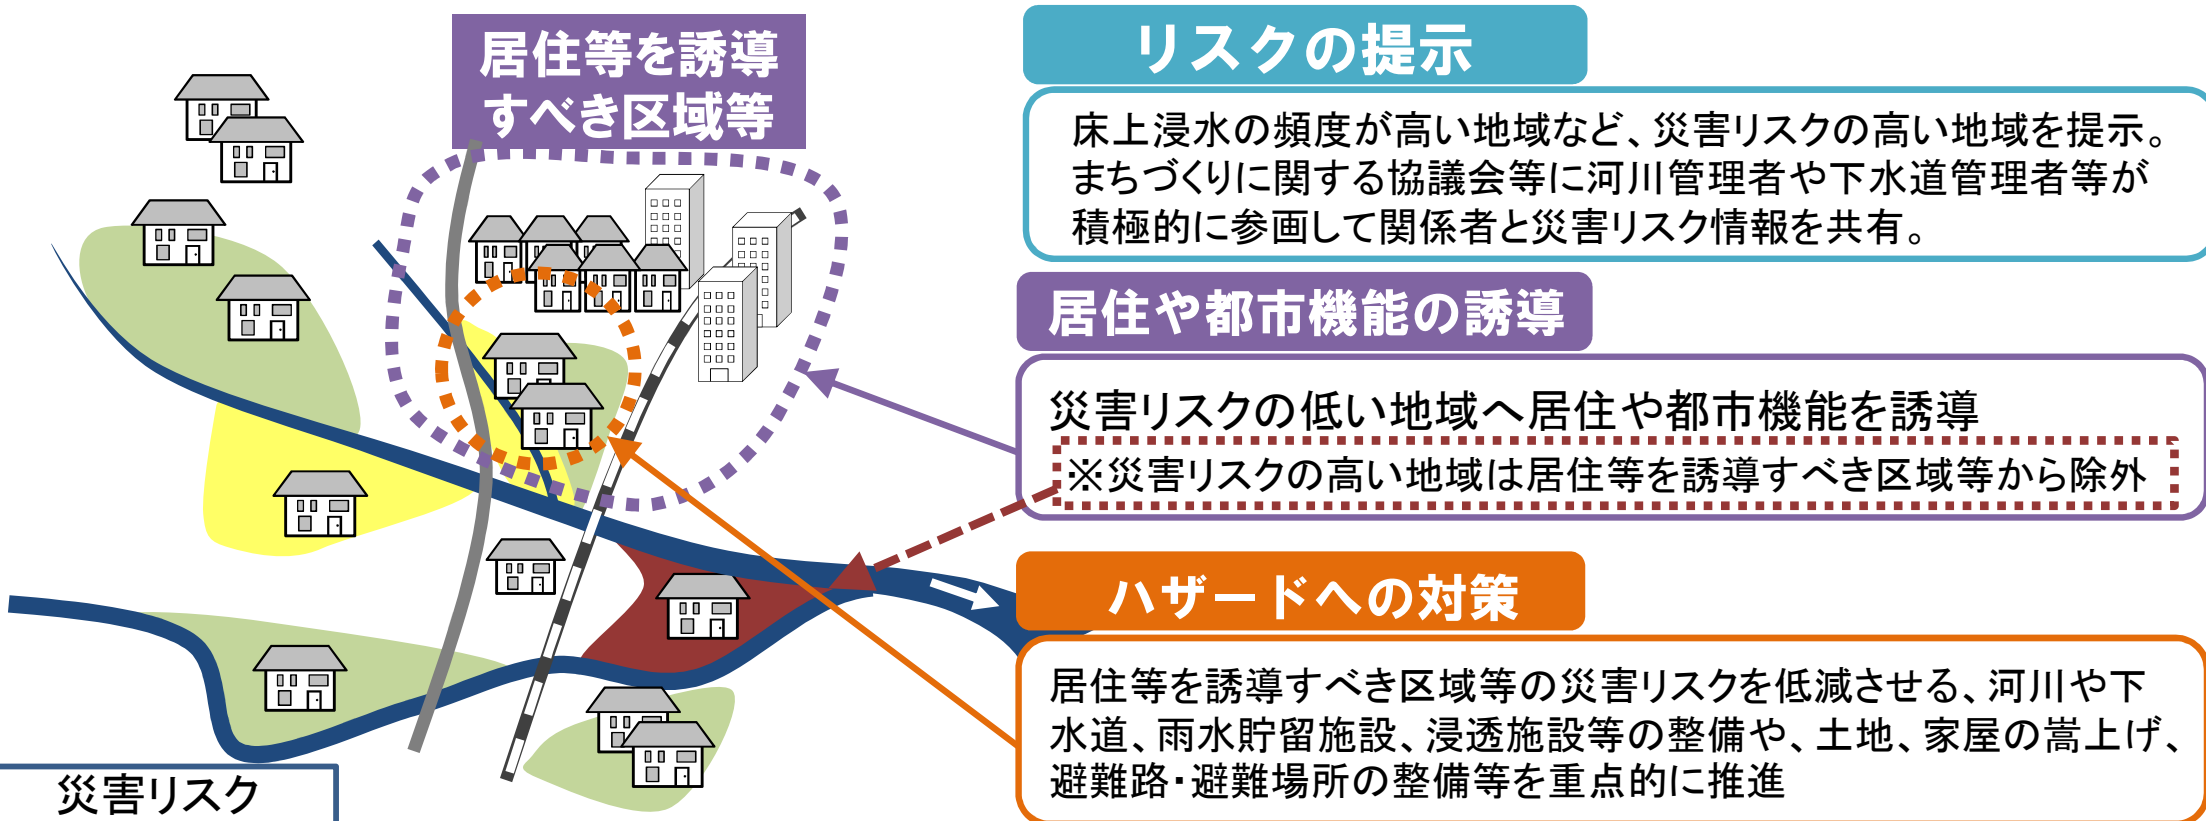 居住等を誘導
すべき区域等
リスクの提示
床上浸水の頻度が高い地域など、災害リスクの高い地域を提示。
まちづくりに関する協議会等に河川管理者や下水道管理者等が
積極的に参画して関係者と災害リスク情報を共有。
居住や都市機能の誘導
災害リスクの低い地域へ居住や都市機能を誘導
※災害リスクの高い地域は居住等を誘導すべき区域等から除外
ハザードへの対策
居住等を誘導すべき区域等の災害リスクを低減させる、河川や下
水道、雨水貯留施設、浸透施設等の整備や、土地、家屋の嵩上げ、
避難路・避難場所の整備等を重点的に推進
災害リスク